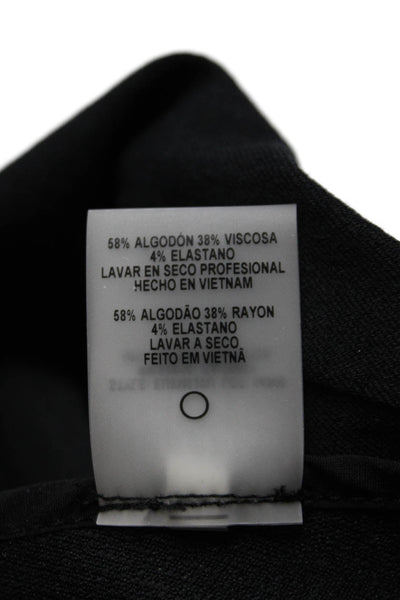 58% ALGODÓN 38% VISCOSA
4% ELASTANO
LAVAR EN SECO PROFESIONAL
HECHO EN VIETNAM
58% ALGODÃO 38% RAYON
4% ELASTANO
LAVAR A SECO
FEITO EM VIETNÃ